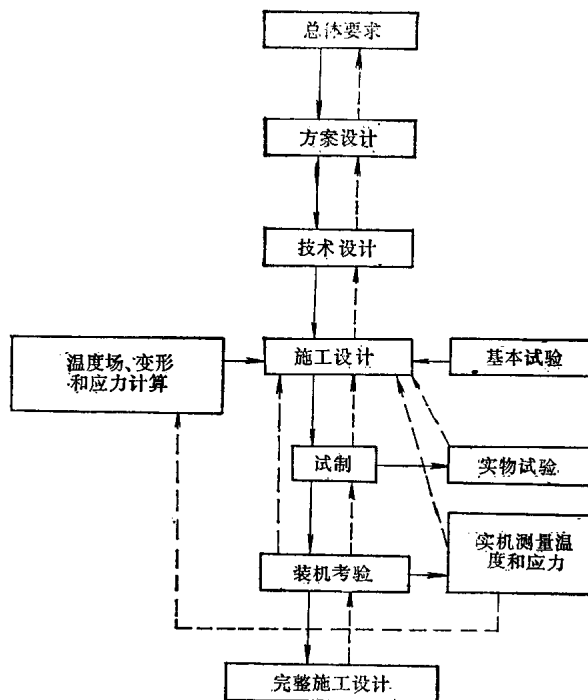 总体要求
方案设计
技术设计
温度场、变形
和应力计算
施工设计
基本试验
试制
实物试验
装机考验
实机测量温
度和应力
完整施工设计